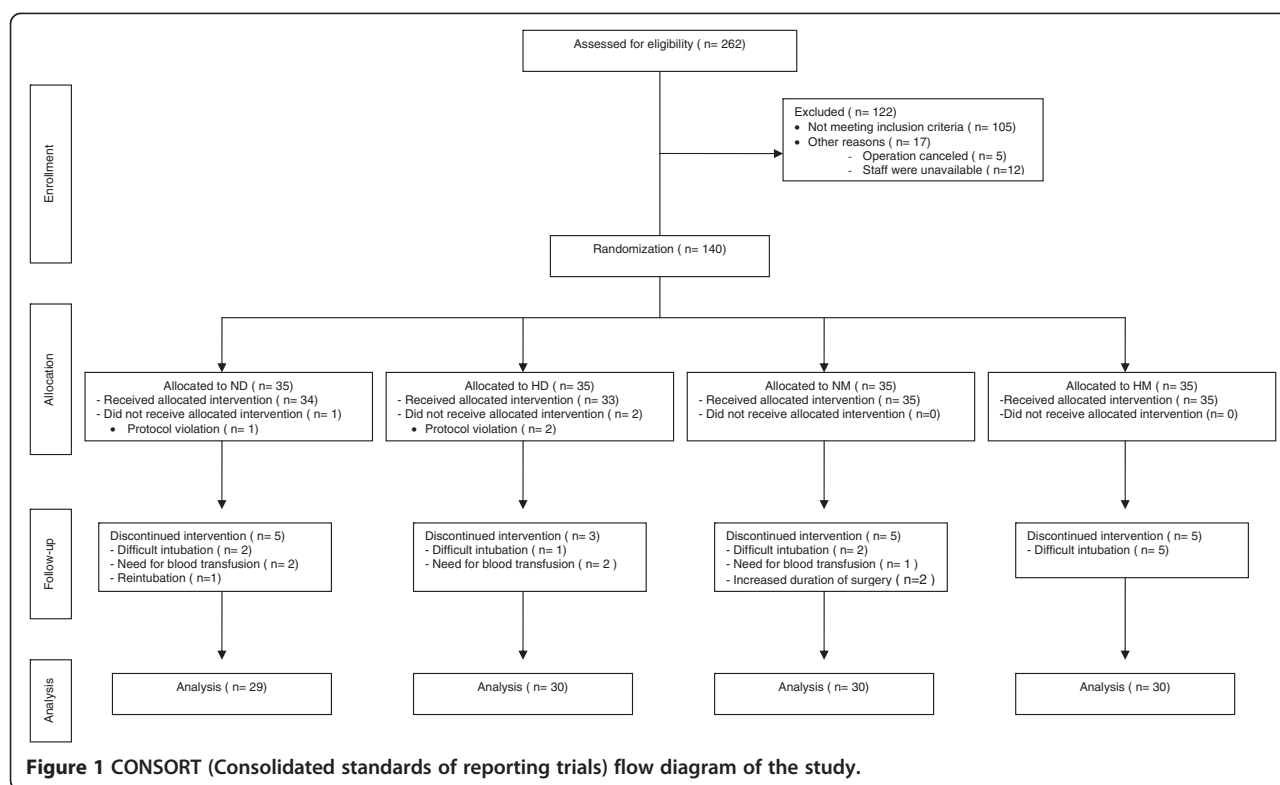 Assessed for eligibility ( n= 262)
Enrollment
Excluded ( n= 122)
• Not meeting inclusion criteria ( n= 105)
• Other reasons ( n= 17)
- Operation canceled ( n= 5)
- Staff were unavailable ( n=12)
Randomization ( n= 140)
Allocation
Allocated to ND ( n= 35)
- Received allocated intervention ( n= 34)
- Did not receive allocated intervention ( n= 1)
• Protocol violation ( n= 1)
Allocated to HD ( n= 35)
- Received allocated intervention ( n= 33)
- Did not receive allocated intervention ( n= 2)
• Protocol violation ( n= 2)
Allocated to NM ( n= 35)
- Received allocated intervention ( n= 35)
- Did not receive allocated intervention (n=0)
Allocated to HM ( n= 35)
-Received allocated intervention ( n= 35)
-Did not receive allocated intervention (n= 0)
Follow-up
Discontinued intervention ( n= 5)
- Difficult intubation ( n= 2)
- Need for blood transfusion ( n= 2)
- Reintubation ( n=1)
Discontinued intervention ( n= 3)
- Difficult intubation ( n= 1)
- Need for blood transfusion ( n= 2 )
Discontinued intervention ( n= 5)
- Difficult intubation ( n= 2)
- Need for blood transfusion ( n= 1 )
- Increased duration of surgery ( n=2 )
Discontinued intervention ( n= 5)
- Difficult intubation ( n= 5)
Analysis
Analysis ( n= 29)
Analysis ( n= 30)
Analysis ( n= 30)
Analysis ( n= 30)
Figure 1 CONSORT (Consolidated standards of reporting trials) flow diagram of the study.